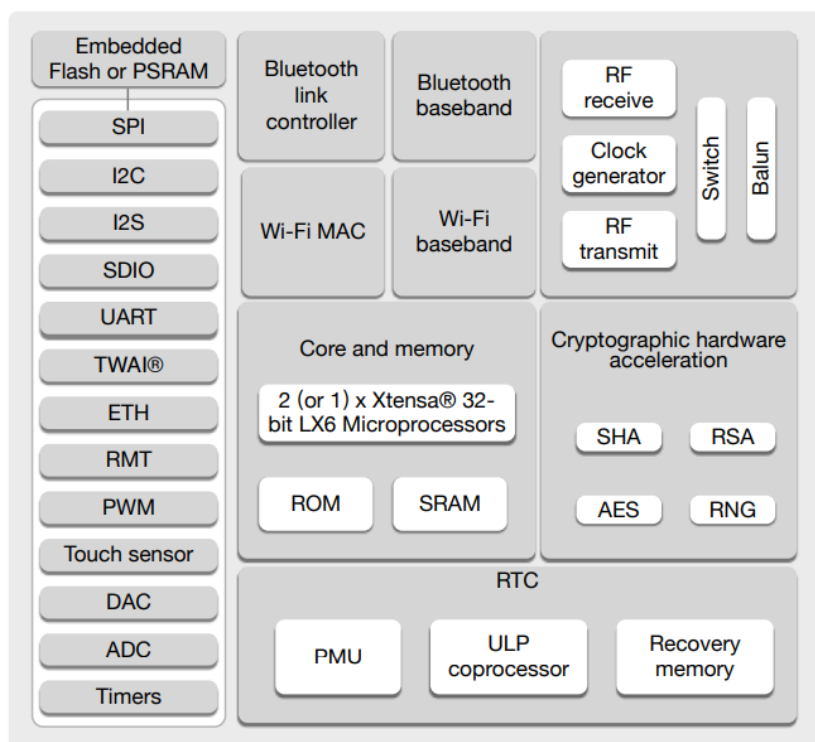 Embedded
Flash or PSRAM
SPI
I2C
I2S
SDIO
UART
TWAI®
ETH
RMT
PWM
Touch sensor
DAC
ADC
Timers
Bluetooth
link
controller
Bluetooth
baseband
Wi-Fi MAC
Wi-Fi
baseband
RF
receive
Clock
generator
RF
transmit
Switch
Balun
Core and memory
2 (or 1) x Xtensa® 32-
bit LX6 Microprocessors
ROM
SRAM
Cryptographic hardware
acceleration
SHA
RSA
AES
RNG
RTC
PMU
ULP
coprocessor
Recovery
memory